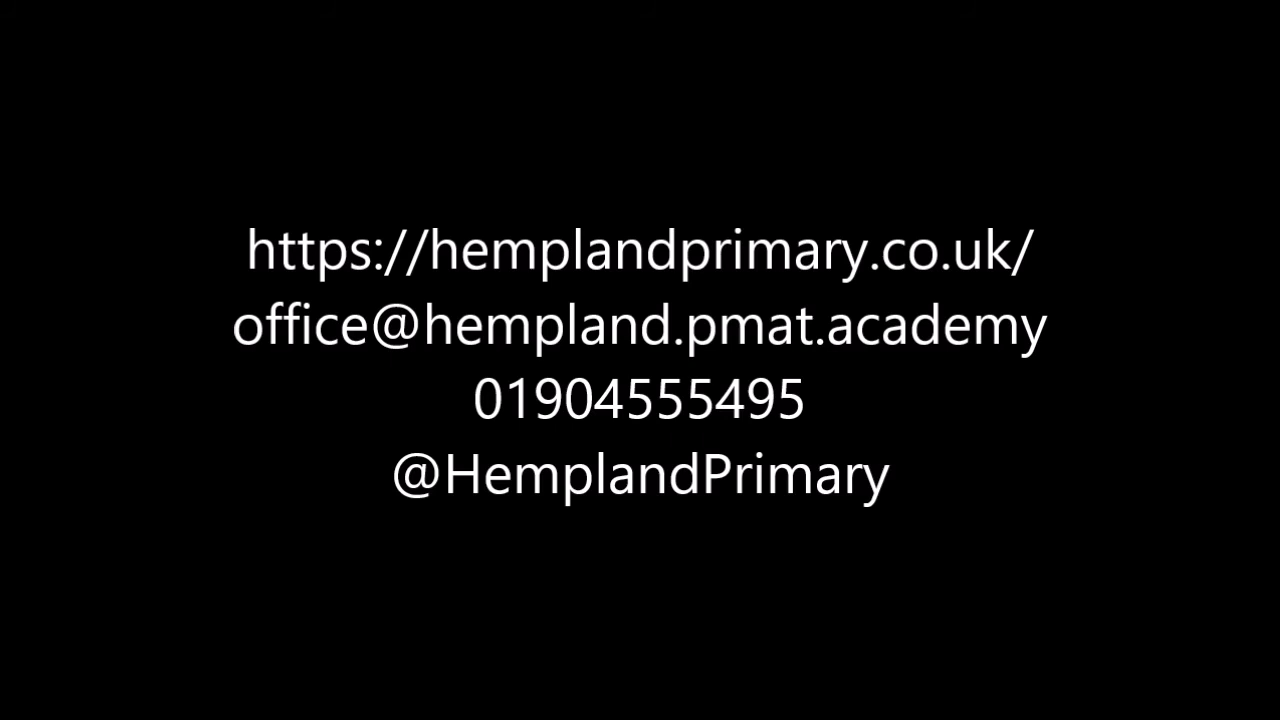 https://hemplandprimary.co.uk/
office@hempland.pmat.academy
01904555495
@HemplandPrimary